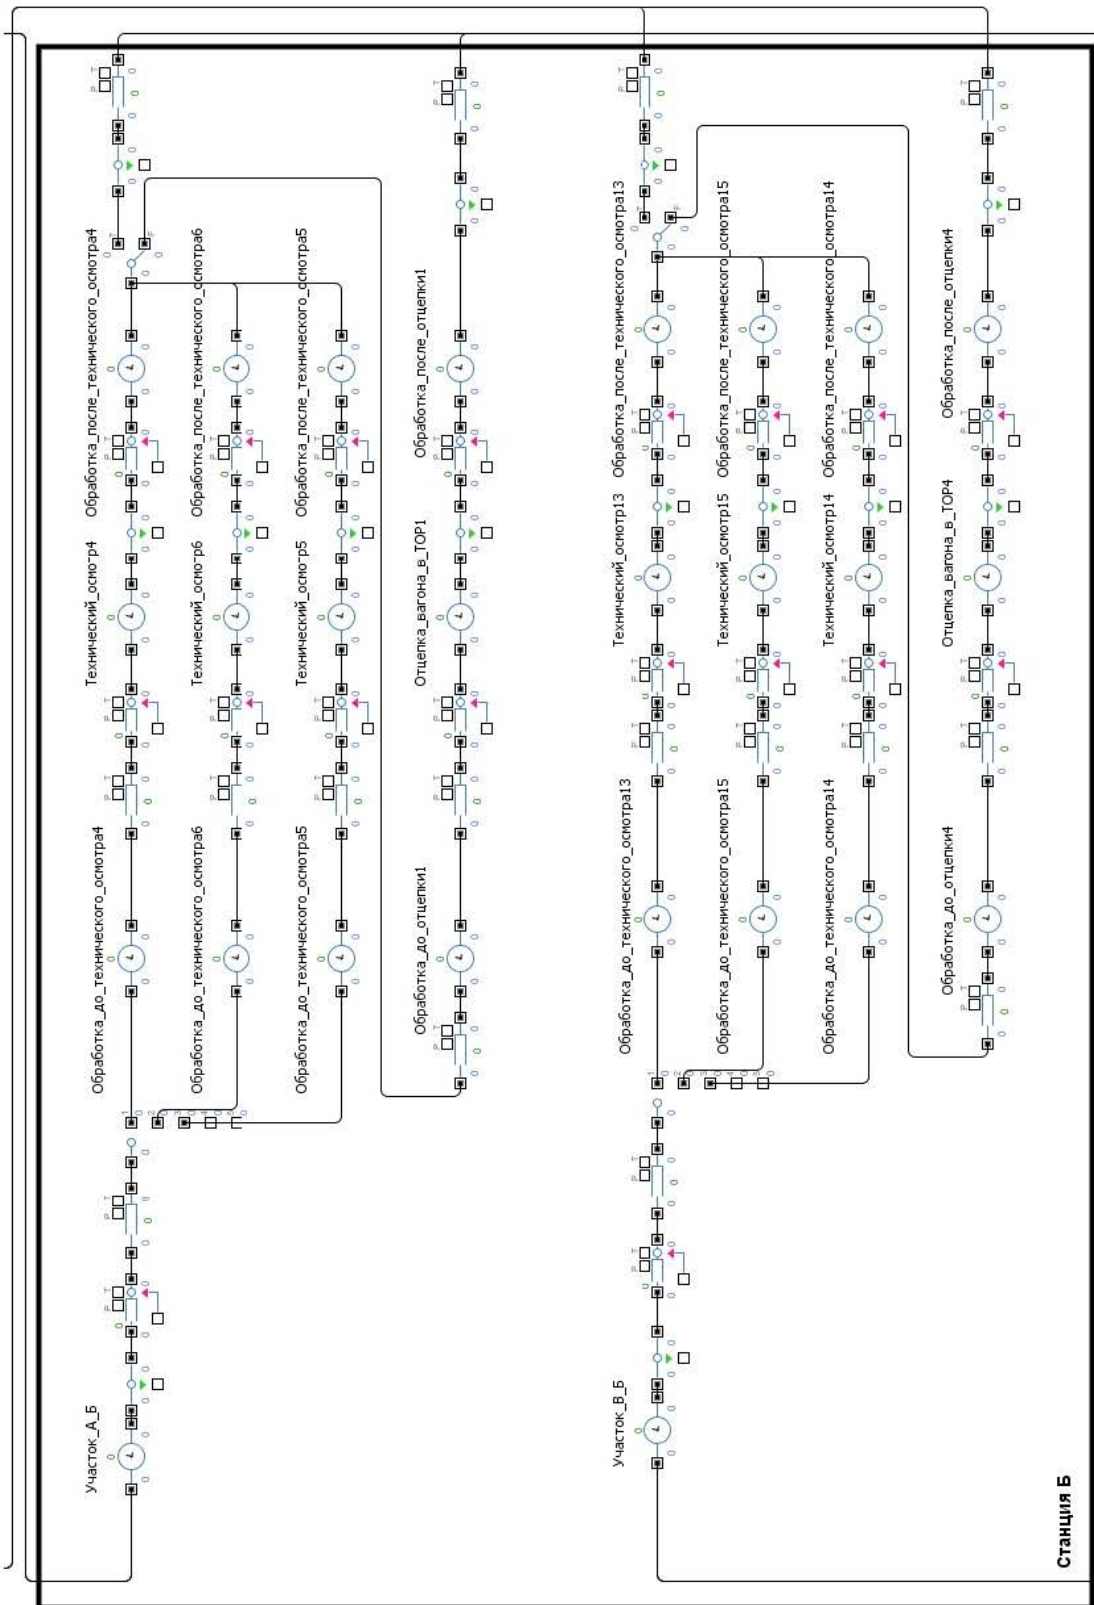 Участок_А_Б
Обработка_до_технического_осмотра4
Технический_осмотр4
Обработка_после_технического_осмотра4
Обработка_до_технического_осмотра6
Технический_осмотр6
Обработка_после_технического_осмотра6
Обработка_до_технического_осмотра5
Технический_осмотр5
Обработка_после_технического_осмотра5
Обработка_до_отцепки1
Отцепка_вагона_в_ТОР1
Обработка_после_отцепки1
Участок_В_Б
Обработка_до_технического_осмотра13
Технический_осмотр13
Обработка_после_технического_осмотра13
Обработка_до_технического_осмотра15
Технический_осмотр15
Обработка_после_технического_осмотра15
Обработка_до_технического_осмотра14
Технический_осмотр14
Обработка_после_технического_осмотра14
Обработка_до_отцепки4
Отцепка_вагона_в_ТОР4
Обработка_после_отцепки4
Станция Б